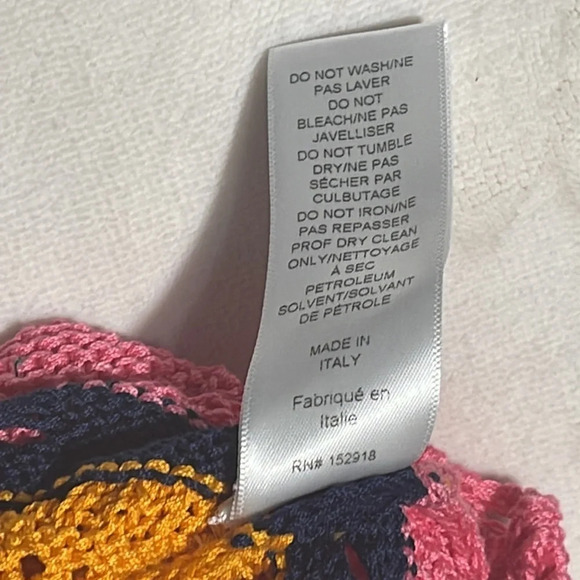 DO NOT WASH/NE
PAS LAVER
DO NOT
BLEACH/NE PAS
JAVELLISER
DO NOT TUMBLE
DRY/NE PAS
SÉCHER PAR
CULBUTAGE
DO NOT IRON/NE
PAS REPASSER
PROF DRY CLEAN
ONLY/NETTOYAGE
À SEC
PETROLEUM
SOLVENT/SOLVANT
DE PÉTROLE
MADE IN
ITALY
Fabriqué en
Italie
RN# 152918